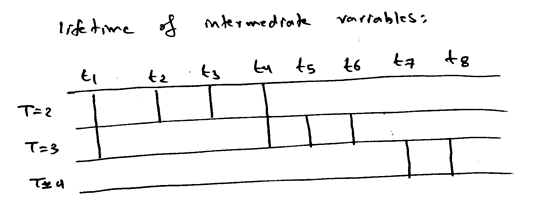 lifetime of intermediate variables:
t1 t2 t3 t4 t5 t6 t7 t8
T=2
T=3
T=4